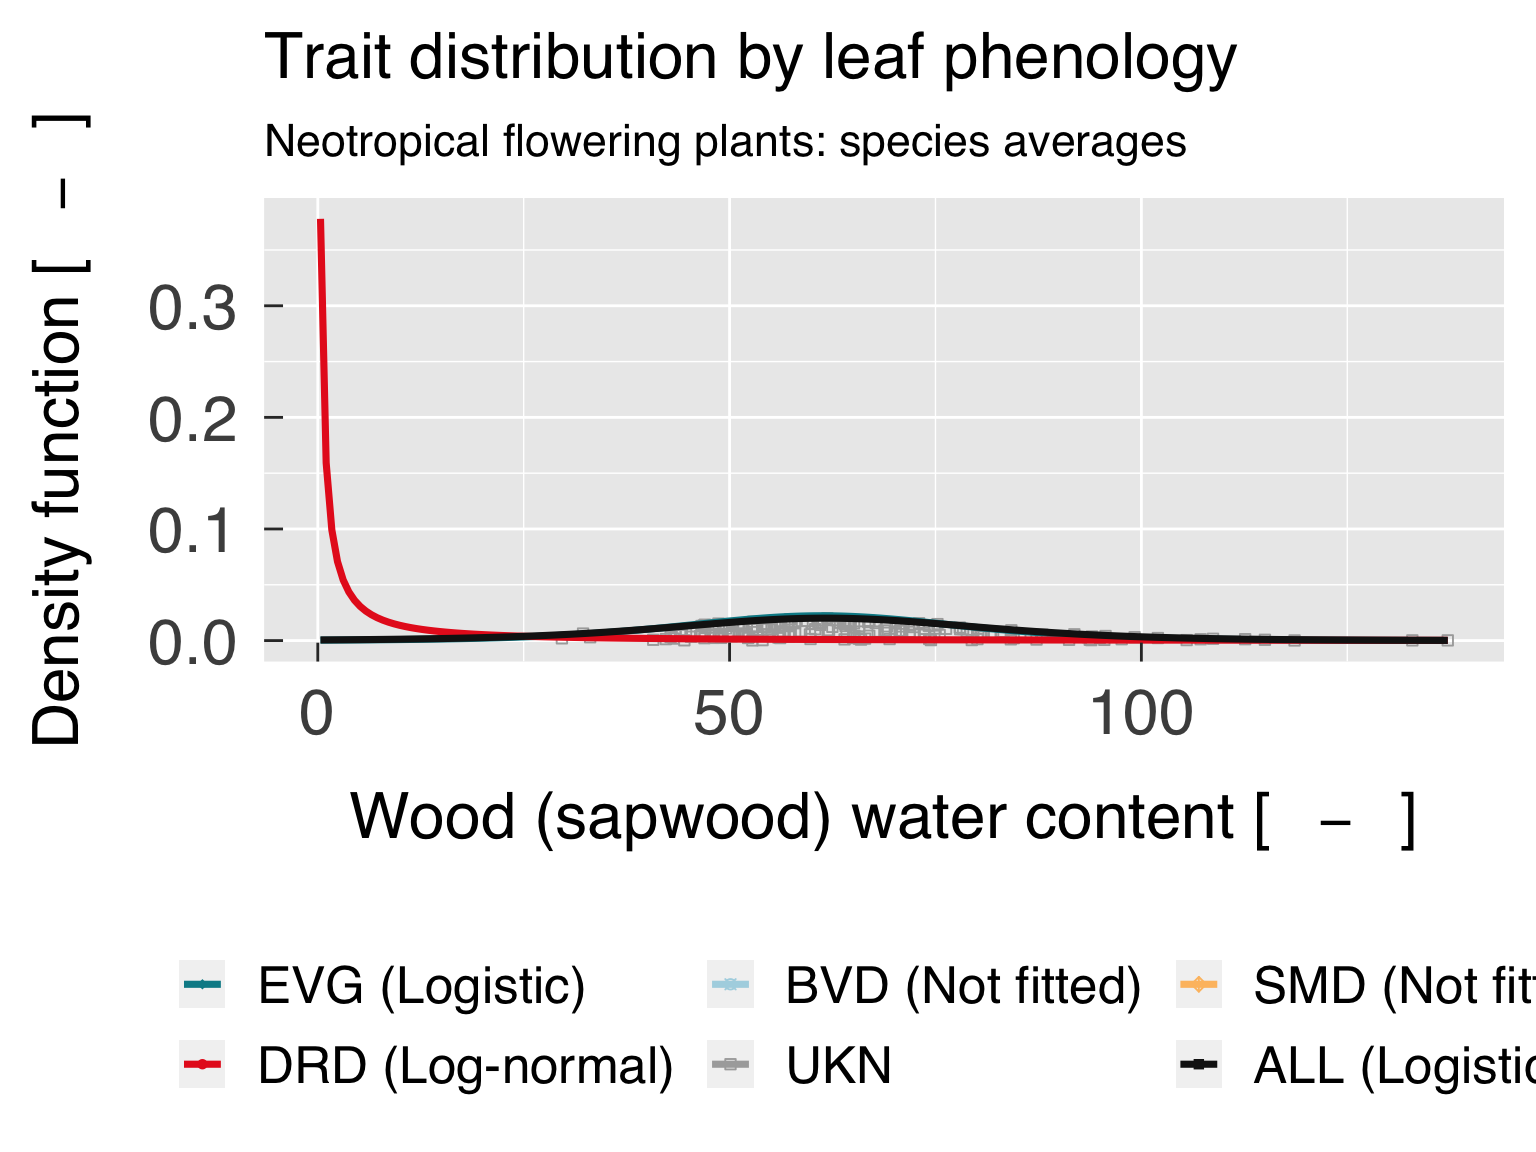 Trait distribution by leaf phenology
Neotropical flowering plants: species averages
Density function [ − ]
0.3
0.2
0.1
0.0
0 50 100
Wood (sapwood) water content [ − ]
EVG (Logistic) BVD (Not fitted) SMD (Not fit
DRD (Log-normal) UKN ALL (Logistic